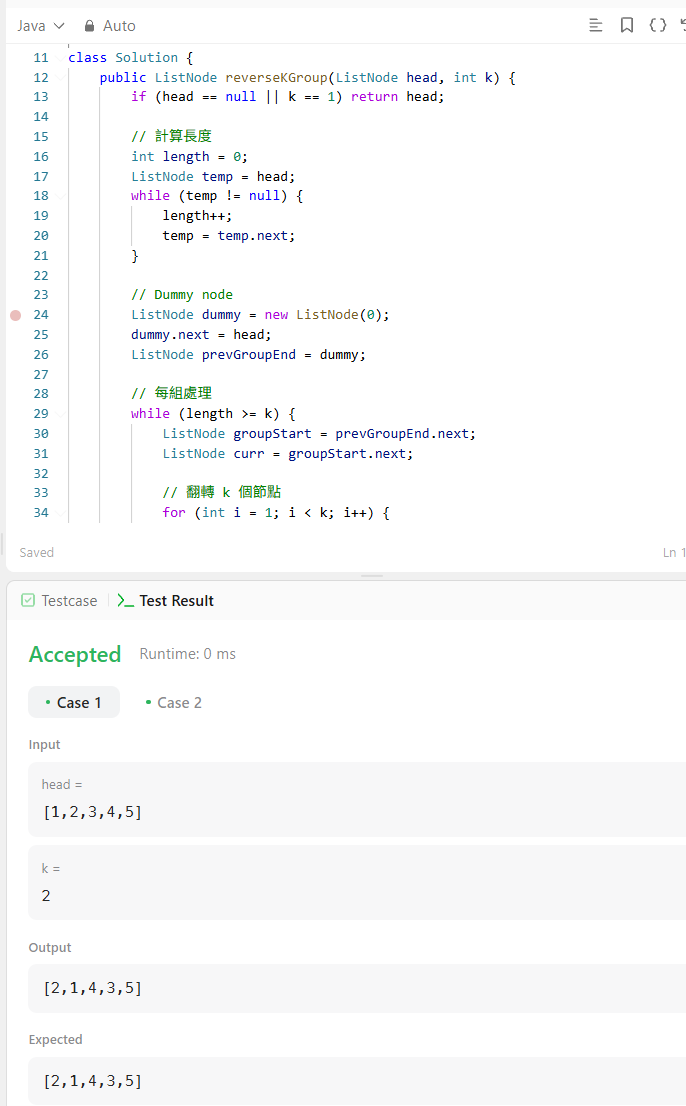 Java Auto
11 class Solution {
12 public ListNode reverseKGroup(ListNode head, int k) {
13 if (head == null || k == 1) return head;
14
15 // 計算長度
16 int length = 0;
17 ListNode temp = head;
18 while (temp != null) {
19 length++;
20 temp = temp.next;
21 }
22
23 // Dummy node
24 ListNode dummy = new ListNode(0);
25 dummy.next = head;
26 ListNode prevGroupEnd = dummy;
27
28 // 每組處理
29 while (length >= k) {
30 ListNode groupStart = prevGroupEnd.next;
31 ListNode curr = groupStart.next;
32
33 // 翻轉 k 個節點
34 for (int i = 1; i < k; i++) {
Saved Ln 1
Testcase Test Result
Accepted Runtime: 0 ms
Case 1 Case 2
Input
head =
[1,2,3,4,5]
k =
2
Output
[2,1,4,3,5]
Expected
[2,1,4,3,5]